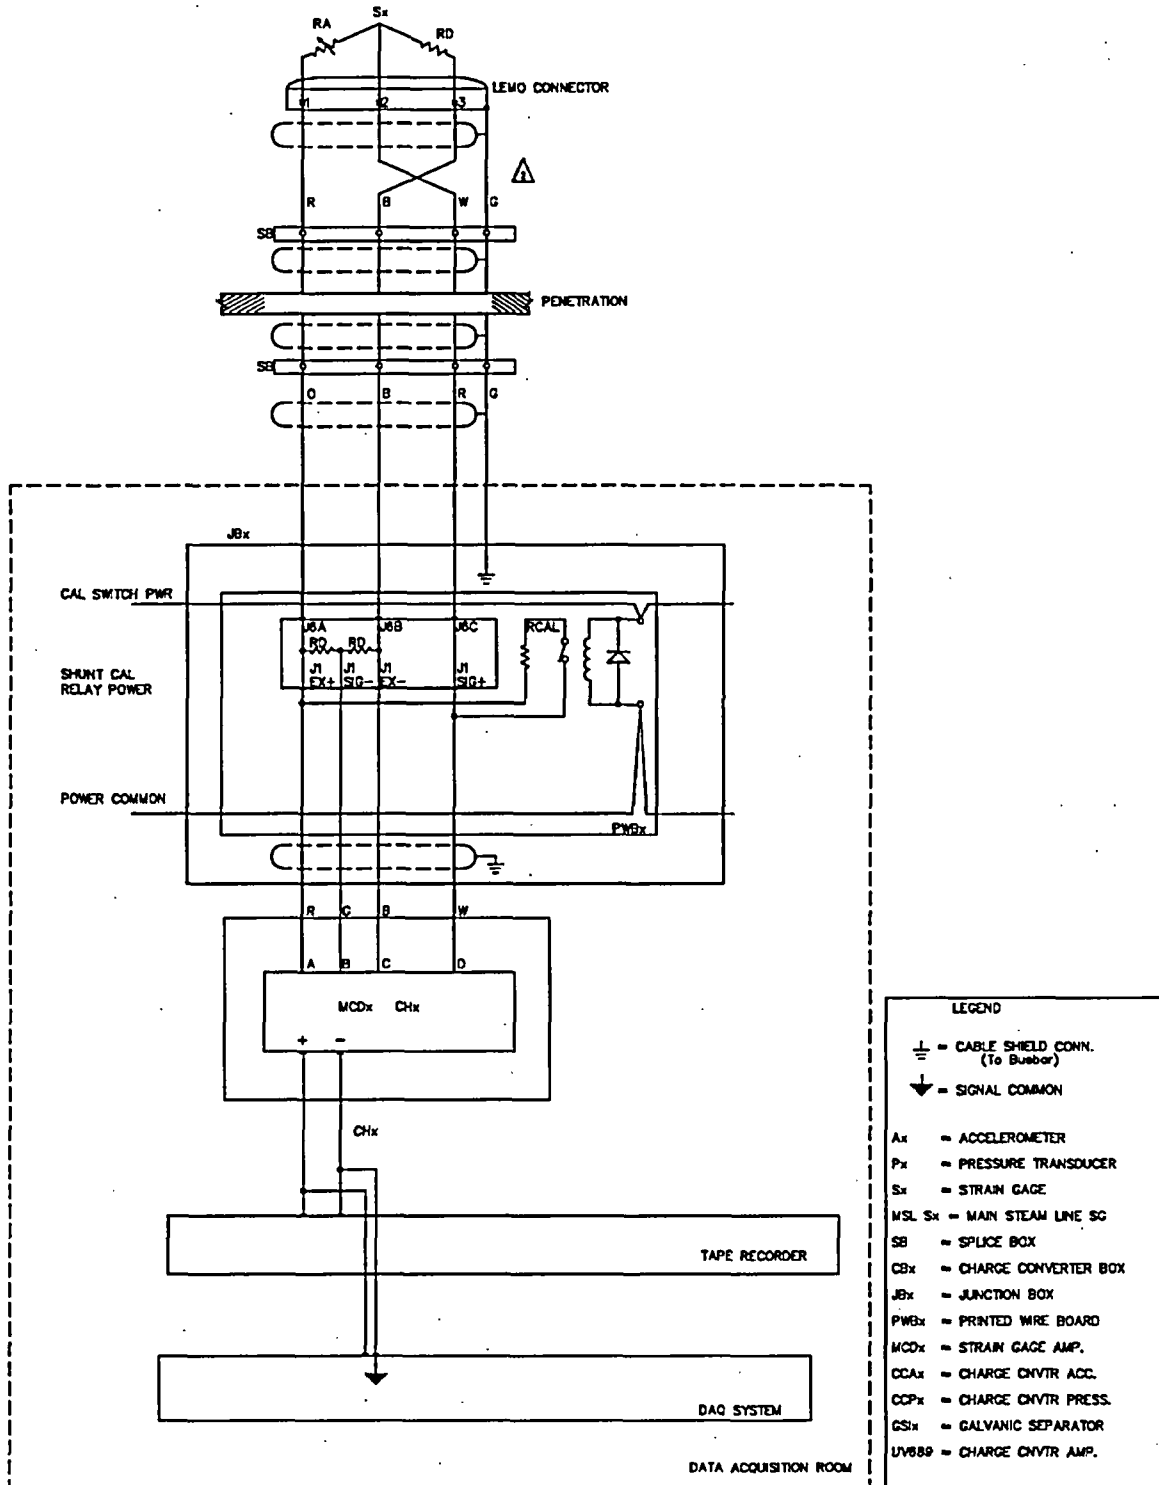 Sx
RA
RD
LEMO CONNECTOR
1 2 3
R B W G
SB
PENETRATION
SB
O B R G
JBx
CAL SWITCH PWR
J6A J6B J6C RCAL
RD RD
SHUNT CAL
RELAY POWER
J1 J1 J1 J1
EX+ SIG- EX- SIG+
POWER COMMON
PWBx
R G B W
A B C D
MCDx CHx
+ -
CHx
TAPE RECORDER
DAQ SYSTEM
DATA ACQUISITION ROOM
LEGEND
= CABLE SHIELD CONN.
(To Busbar)
= SIGNAL COMMON
Ax = ACCELEROMETER
Px = PRESSURE TRANSDUCER
Sx = STRAIN GAGE
MSL Sx = MAIN STEAM LINE SG
SB = SPLICE BOX
CBx = CHARGE CONVERTER BOX
JBx = JUNCTION BOX
PWBx = PRINTED WIRE BOARD
MCDx = STRAIN GAGE AMP.
CCAx = CHARGE CNVTR ACC.
CCPx = CHARGE CNVTR PRESS.
GSIx = GALVANIC SEPARATOR
= CHARGE CNVTR AMP.